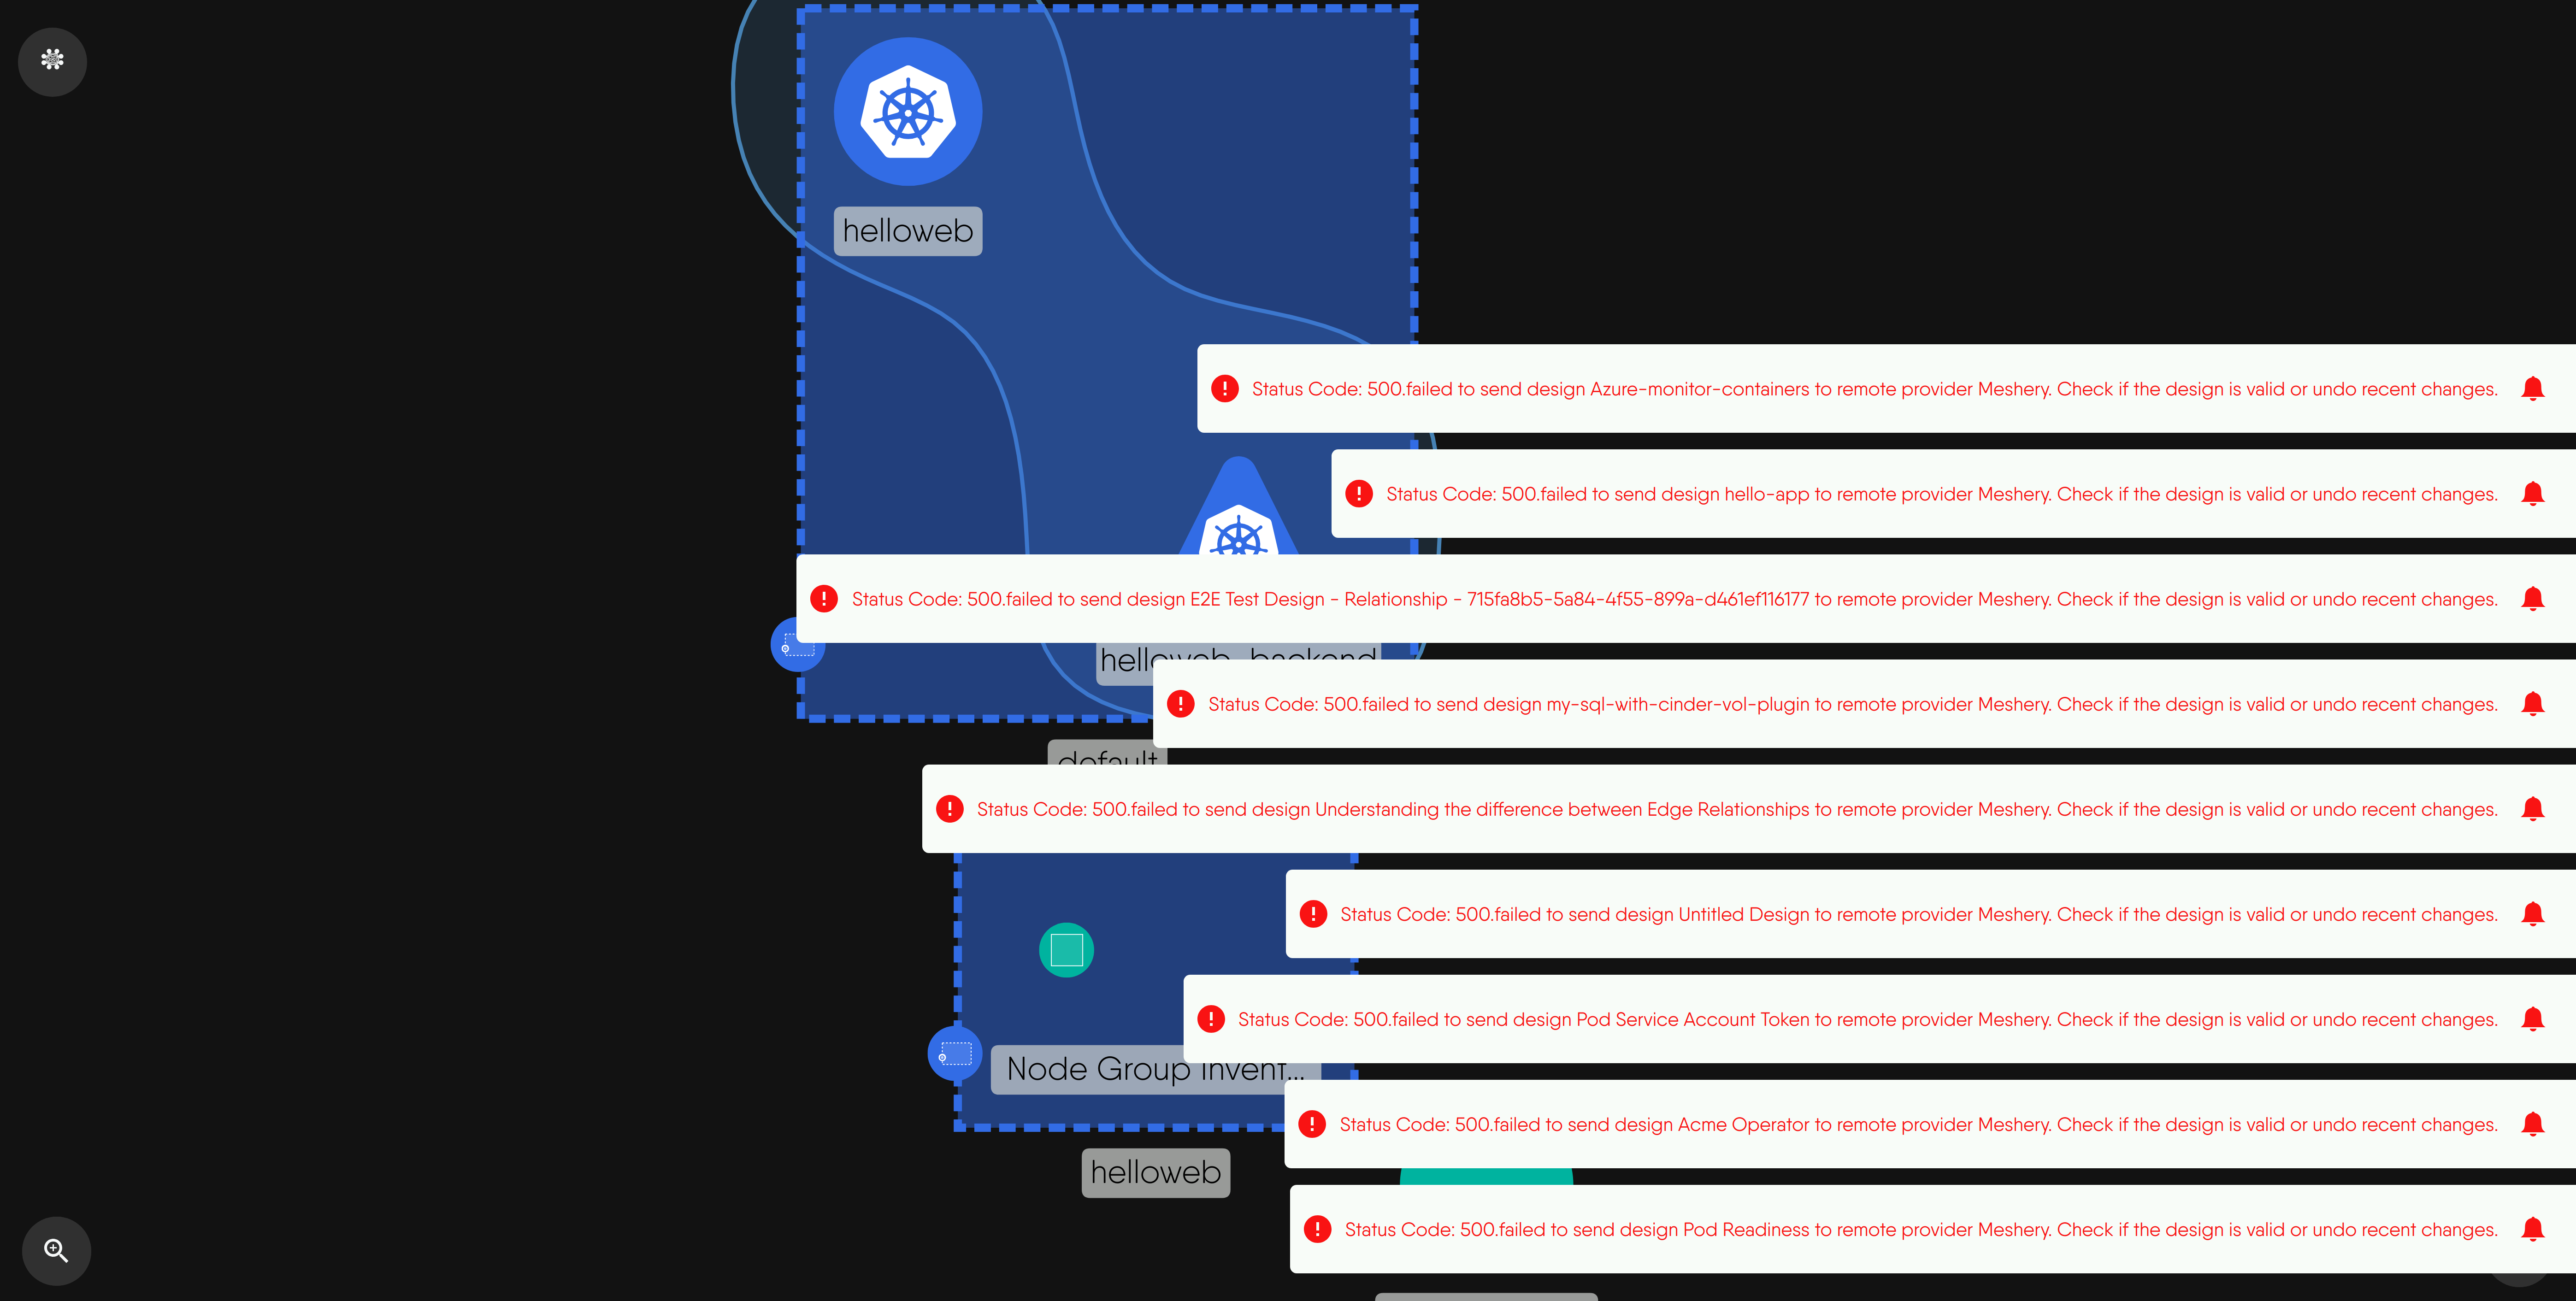 helloweb
Status Code: 500.failed to send design Azure-monitor-containers to remote provider Meshery. Check if the design is valid or undo recent changes.
Status Code: 500.failed to send design hello-app to remote provider Meshery. Check if the design is valid or undo recent changes.
Status Code: 500.failed to send design E2E Test Design - Relationship - 715fa8b5-5a84-4f55-899a-d461ef116177 to remote provider Meshery. Check if the design is valid or undo recent changes.
helloweb-backend
Status Code: 500.failed to send design my-sql-with-cinder-vol-plugin to remote provider Meshery. Check if the design is valid or undo recent changes.
default
Status Code: 500.failed to send design Understanding the difference between Edge Relationships to remote provider Meshery. Check if the design is valid or undo recent changes.
Status Code: 500.failed to send design Untitled Design to remote provider Meshery. Check if the design is valid or undo recent changes.
Status Code: 500.failed to send design Pod Service Account Token to remote provider Meshery. Check if the design is valid or undo recent changes.
Node Group Invent...
Status Code: 500.failed to send design Acme Operator to remote provider Meshery. Check if the design is valid or undo recent changes.
helloweb
Status Code: 500.failed to send design Pod Readiness to remote provider Meshery. Check if the design is valid or undo recent changes.